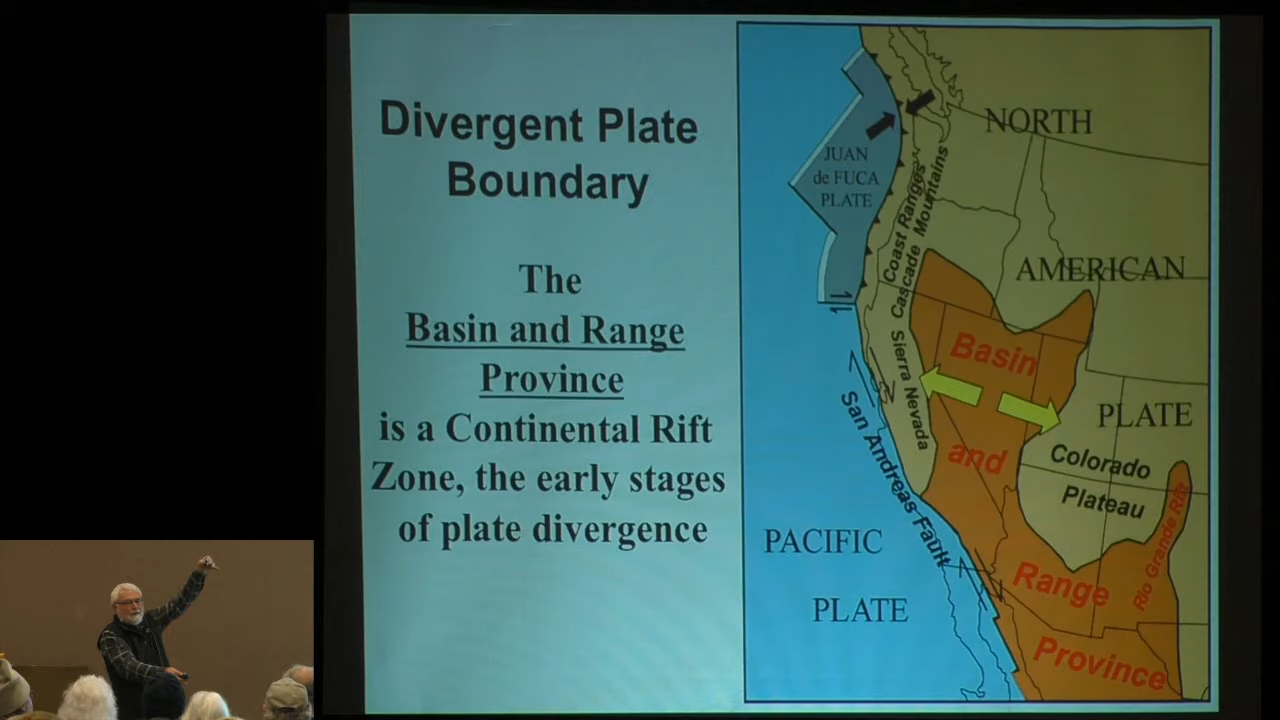 Divergent Plate
Boundary
The
Basin and Range
Province
is a Continental Rift
Zone, the early stages
of plate divergence
NORTH
AMERICAN
PLATE
JUAN
de FUCA
PLATE
Coast Ranges
Cascade Mountains
Sierra Nevada
San Andreas Fault
Basin
and
Range
Province
Colorado
Plateau
Rio Grande Rift
PACIFIC
PLATE